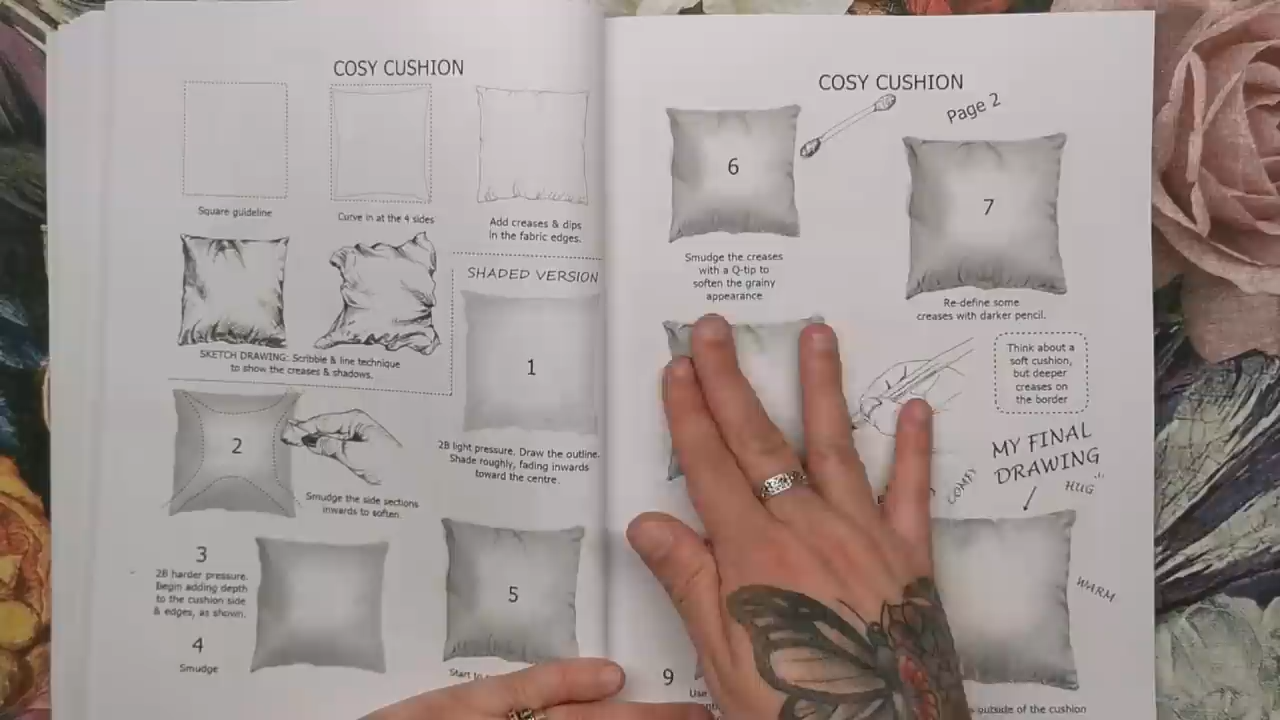 COSY CUSHION
Square guideline
Curve in at the 4 sides
Add creases & dips
in the fabric edges.
SKETCH DRAWING: Scribble & line technique
to show the creases & shadows.
SHADED VERSION
1
2B light pressure. Draw the outline.
Shade roughly, fading inwards
toward the centre.
2
Smudge the side sections
inwards to soften.
3
2B harder pressure.
Begin adding depth
to the cushion side
& edges, as shown.
4
Smudge
5
Start to
COSY CUSHION
Page 2
6
Smudge the creases
with a Q-tip to
soften the grainy
appearance
7
Re-define some
creases with darker pencil.
Think about a
soft cushion,
but deeper
creases on
the border
MY FINAL
DRAWING
COMFY
HUG
WARM
9
Use
outside of the cushion